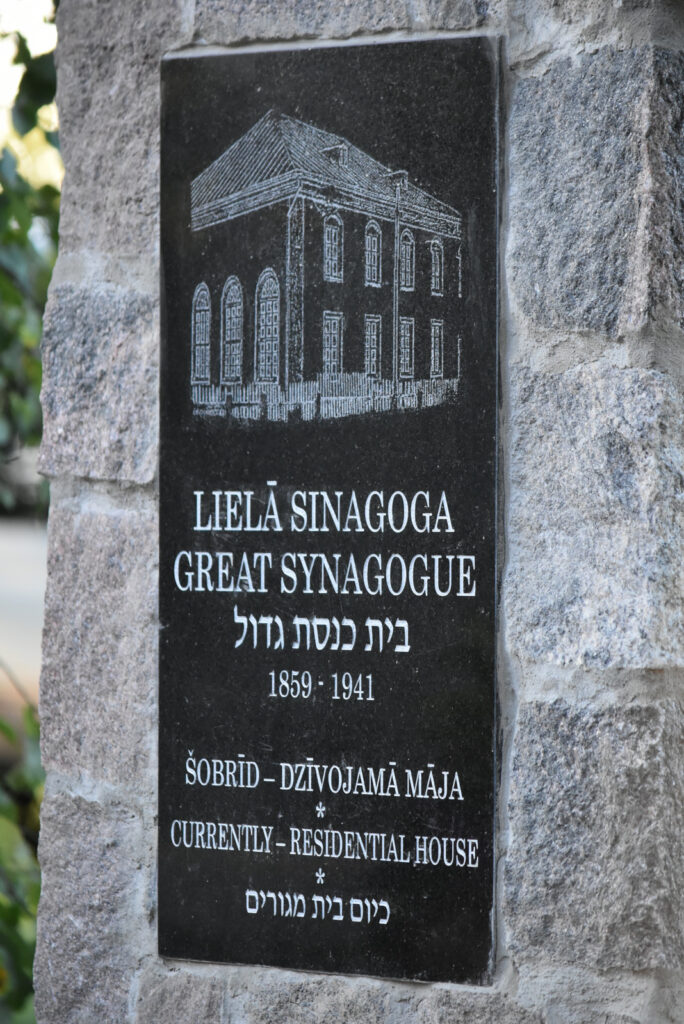 LIELĀ SINAGOGA
GREAT SYNAGOGUE
בית כנסת גדול
1859 - 1941
ŠOBRĪD – DZĪVOJAMĀ MĀJA
*
CURRENTLY – RESIDENTIAL HOUSE
*
כיום בית מגורים